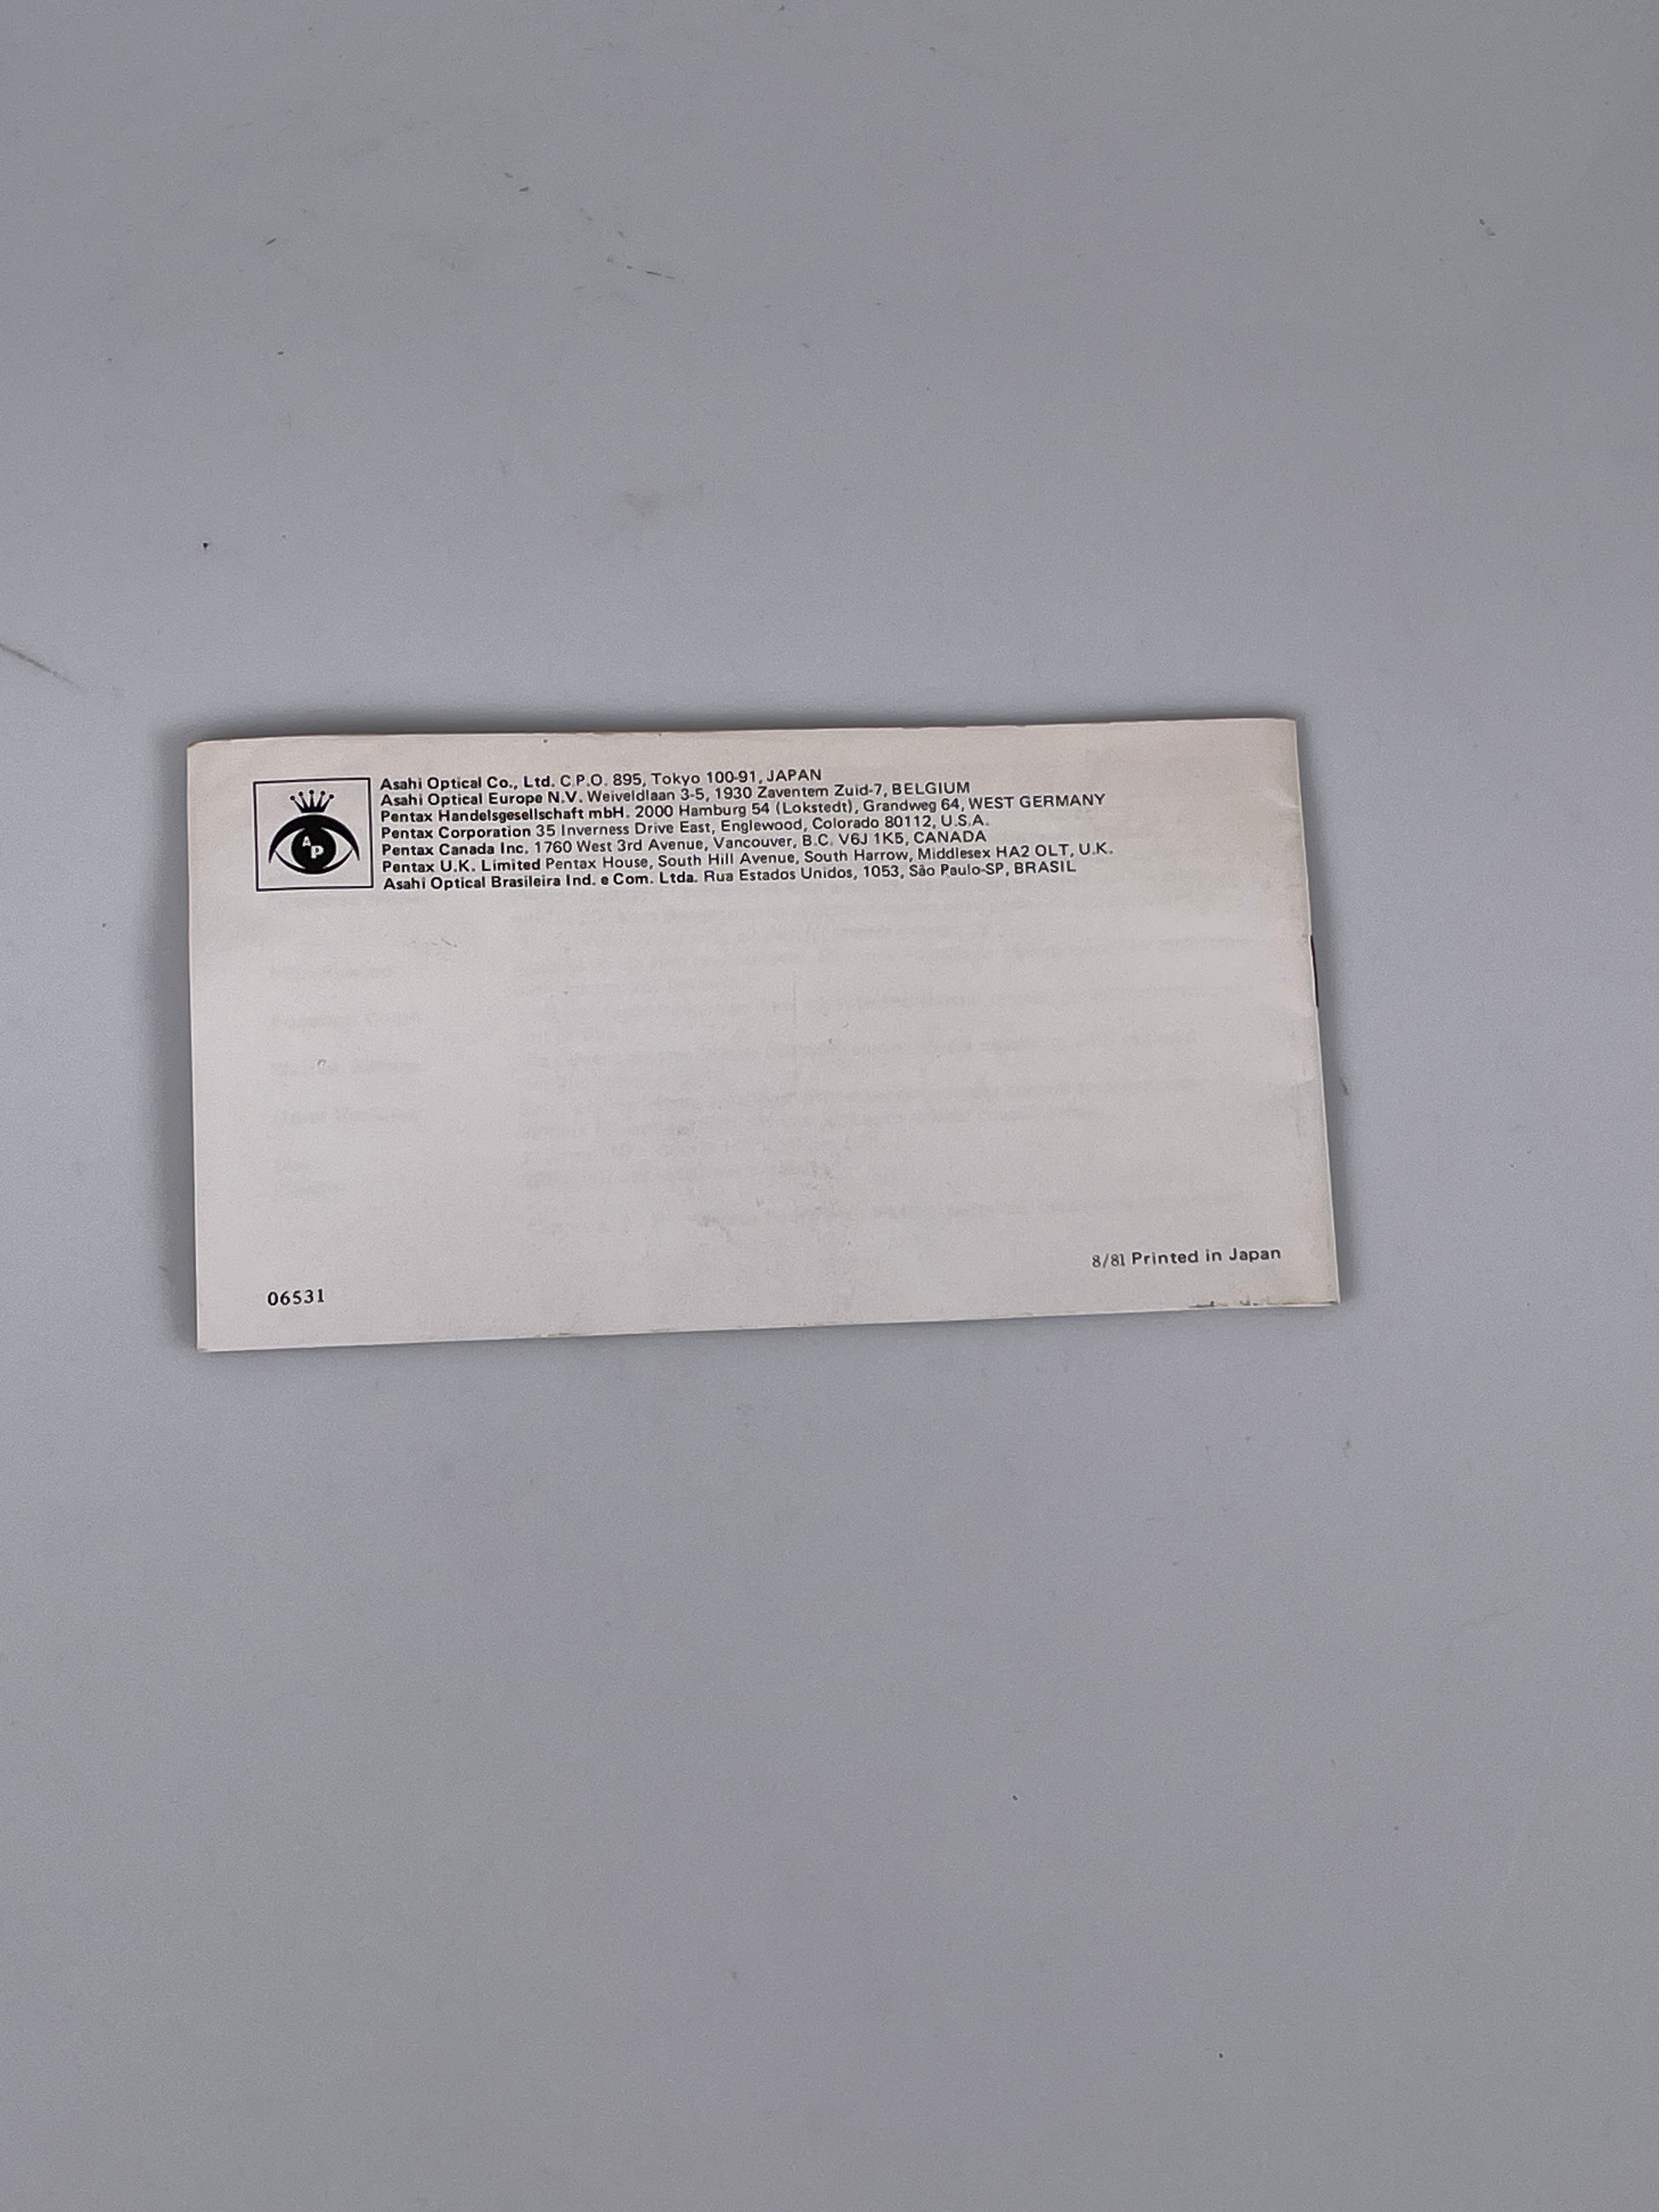 Asahi Optical Co., Ltd. C.P.O. 895, Tokyo 100-91, JAPAN
Asahi Optical Europe N.V. Weiveldlaan 3-5, 1930 Zaventem Zuid-7, BELGIUM
Pentax Handelsgesellschaft mbH. 2000 Hamburg 54 (Lokstedt), Grandweg 64, WEST GERMANY
Pentax Corporation 35 Inverness Drive East, Englewood, Colorado 80112, U.S.A.
Pentax Canada Inc. 1760 West 3rd Avenue, Vancouver, B.C. V6J 1K5, CANADA
Pentax U.K. Limited Pentax House, South Hill Avenue, South Harrow, Middlesex HA2 OLT, U.K.
Asahi Optical Brasileira Ind. e Com. Ltda. Rua Estados Unidos, 1053, São Paulo-SP, BRASIL
AP
8/81 Printed in Japan
06531